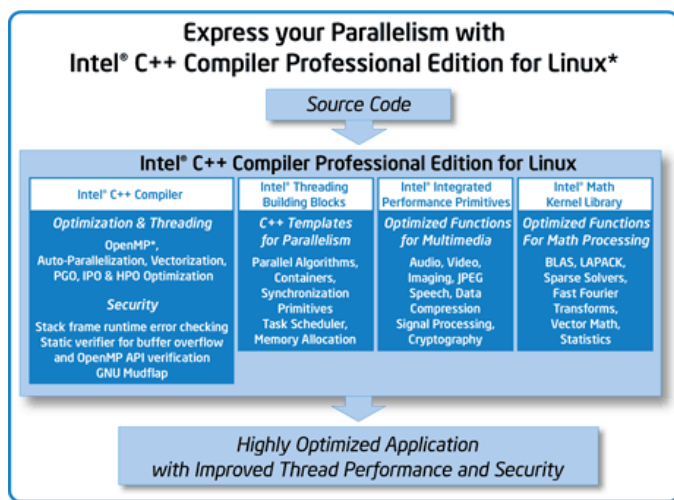 Express your Parallelism with
Intel® C++ Compiler Professional Edition for Linux*
Source Code
Intel® C++ Compiler Professional Edition for Linux
Intel® C++ Compiler
Optimization & Threading
OpenMP*,
Auto-Parallelization, Vectorization,
PGO, IPO & HPO Optimization
Security
Stack frame runtime error checking
Static verifier for buffer overflow
and OpenMP API verification
GNU Mudflap
Intel® Threading
Building Blocks
C++ Templates
for Parallelism
Parallel Algorithms,
Containers,
Synchronization
Primitives
Task Scheduler,
Memory Allocation
Intel® Integrated
Performance Primitives
Optimized Functions
for Multimedia
Audio, Video,
Imaging, JPEG
Speech, Data
Compression
Signal Processing,
Cryptography
Intel® Math
Kernel Library
Optimized Functions
For Math Processing
BLAS, LAPACK,
Sparse Solvers,
Fast Fourier
Transforms,
Vector Math,
Statistics
Highly Optimized Application
with Improved Thread Performance and Security